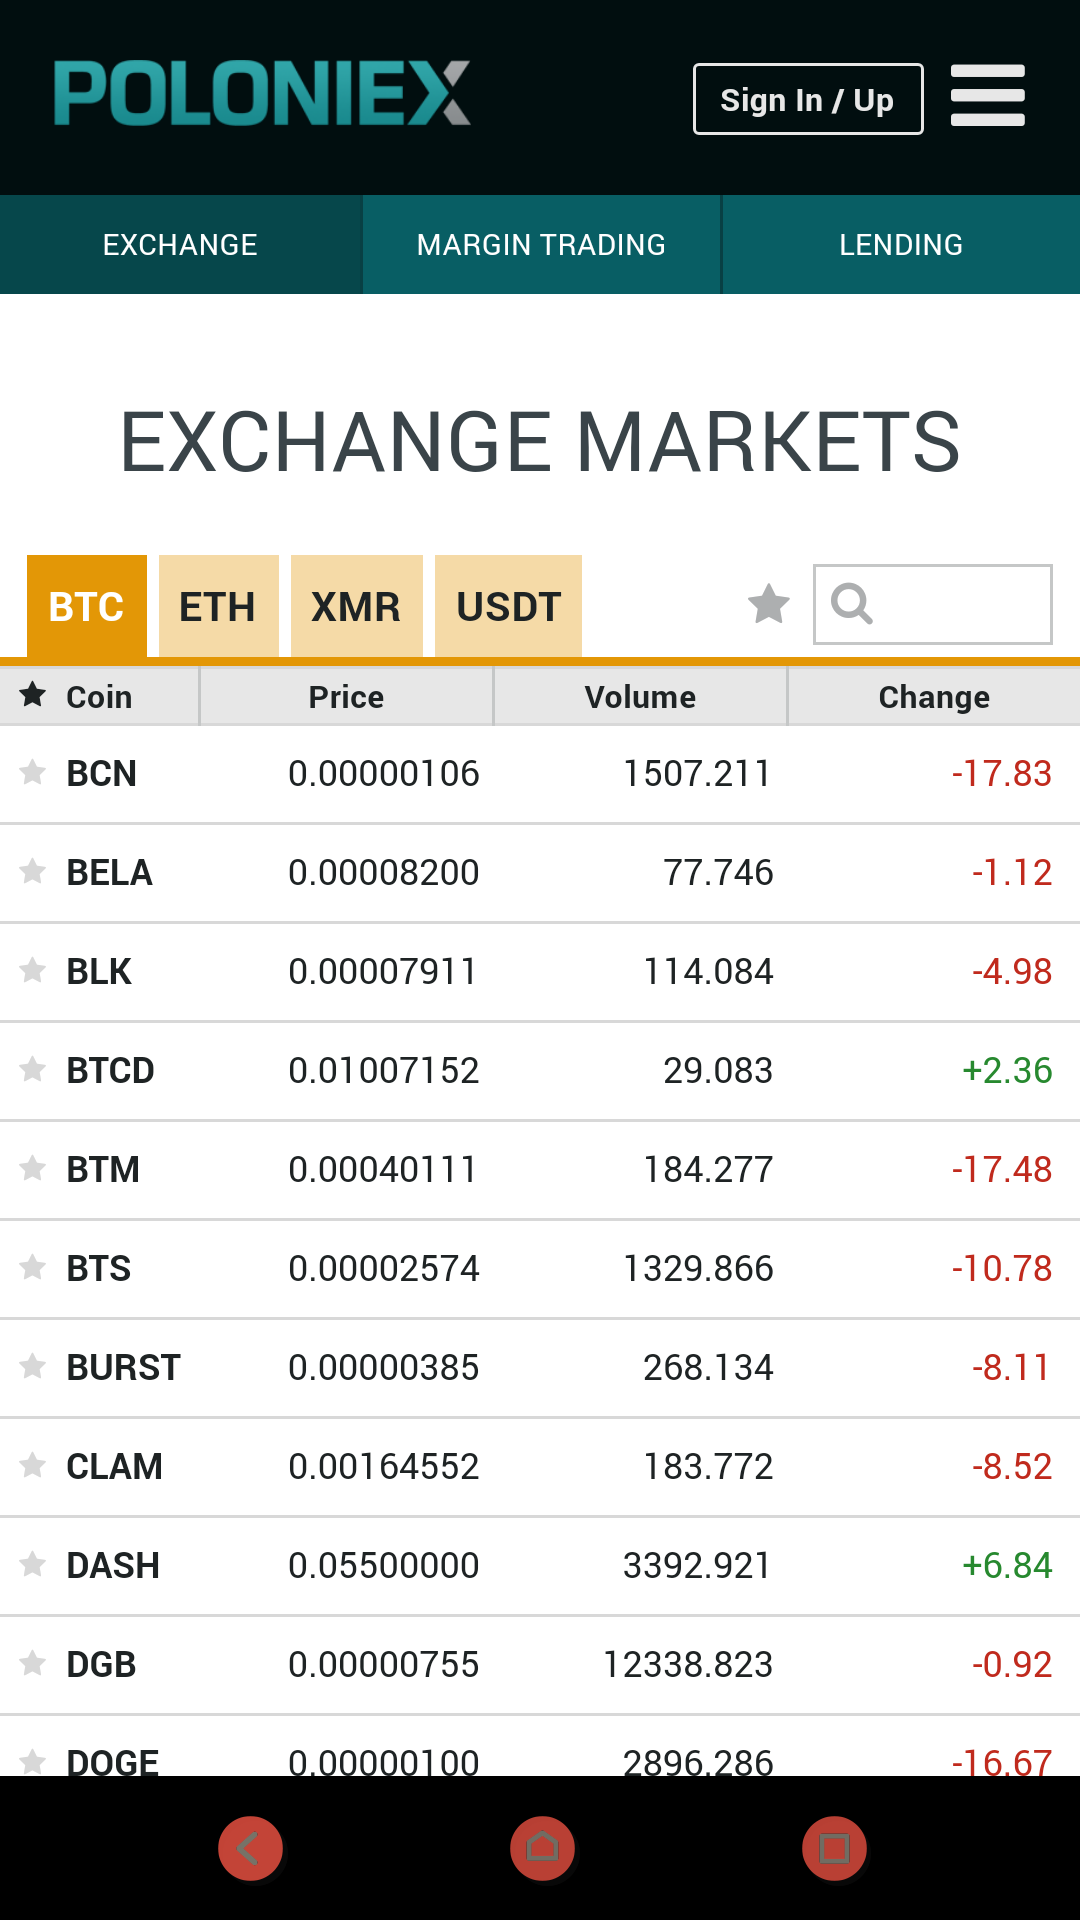 POLONIEX
Sign In / Up
EXCHANGE MARGIN TRADING LENDING
EXCHANGE MARKETS
BTC ETH XMR USDT
Coin Price Volume Change
BCN 0.00000106 1507.211 -17.83
BELA 0.00008200 77.746 -1.12
BLK 0.00007911 114.084 -4.98
BTCD 0.01007152 29.083 +2.36
BTM 0.00040111 184.277 -17.48
BTS 0.00002574 1329.866 -10.78
BURST 0.00000385 268.134 -8.11
CLAM 0.00164552 183.772 -8.52
DASH 0.05500000 3392.921 +6.84
DGB 0.00000755 12338.823 -0.92
DOGE 0.00000100 2896.286 -16.67